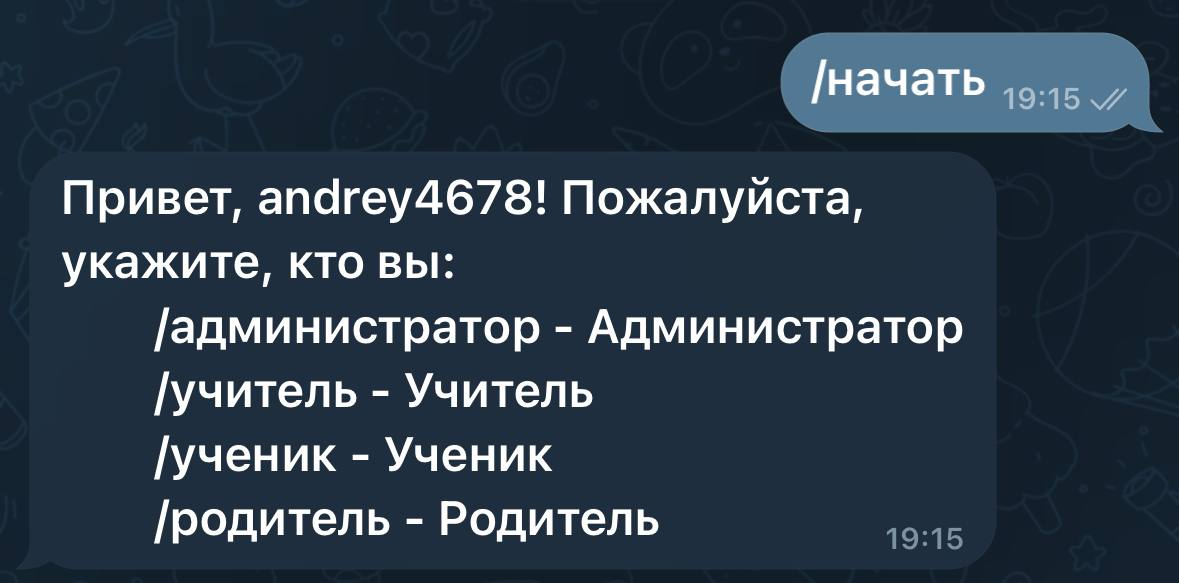 /начать 19:15
Привет, andrey4678! Пожалуйста,
укажите, кто вы:
/администратор - Администратор
/учитель - Учитель
/ученик - Ученик
/родитель - Родитель
19:15